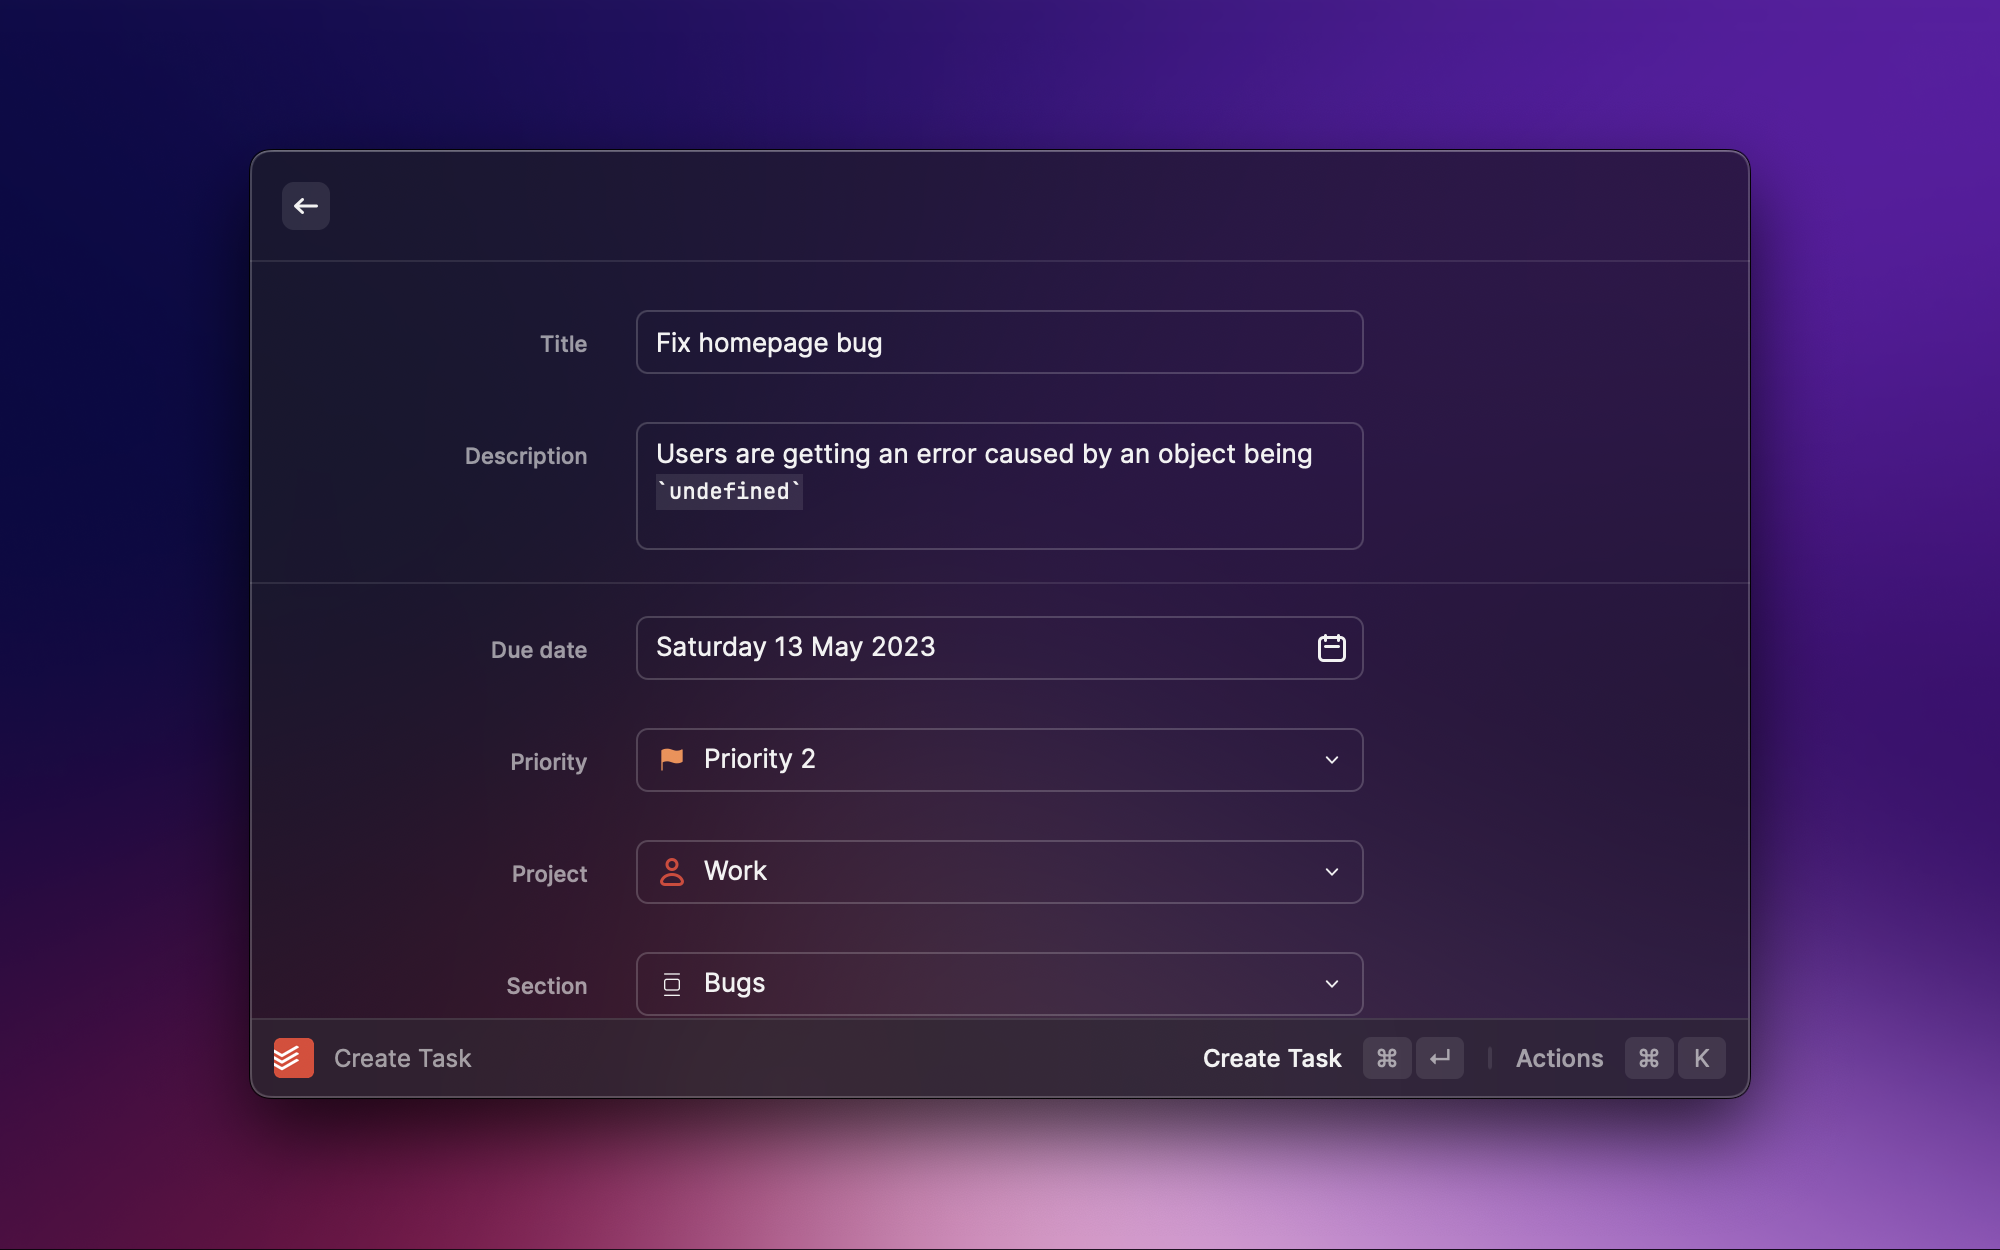 Title
Fix homepage bug
Description
Users are getting an error caused by an object being
`undefined`
Due date
Saturday 13 May 2023
Priority
Priority 2
Project
Work
Section
Bugs
Create Task
Create Task ⌘ ↵ | Actions ⌘ K